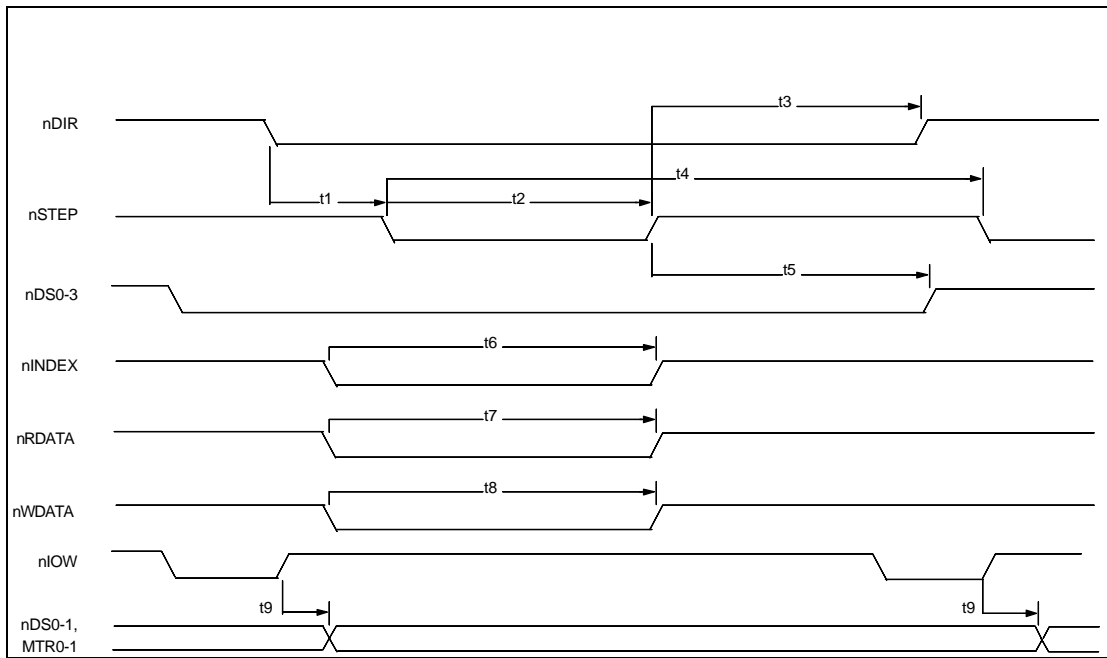 t3
nDIR
t4
t1
t2
nSTEP
t5
nDS0-3
t6
nINDEX
t7
nRDATA
t8
nWDATA
nIOW
t9
t9
nDS0-1,
MTR0-1